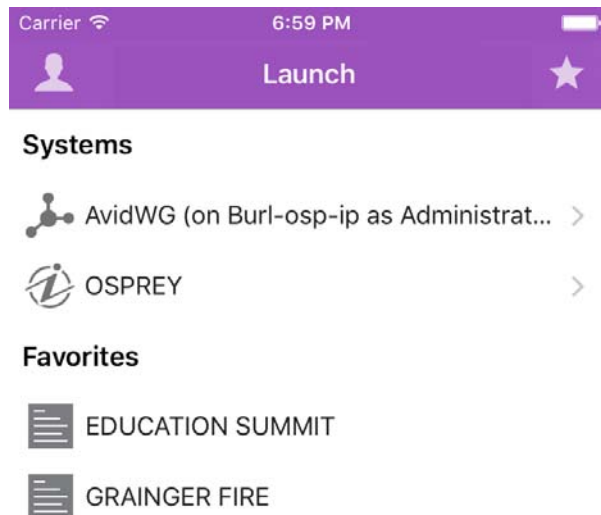 Carrier 6:59 PM
Launch
Systems
AvidWG (on Burl-osp-ip as Administrat...
OSPREY
Favorites
EDUCATION SUMMIT
GRAINGER FIRE